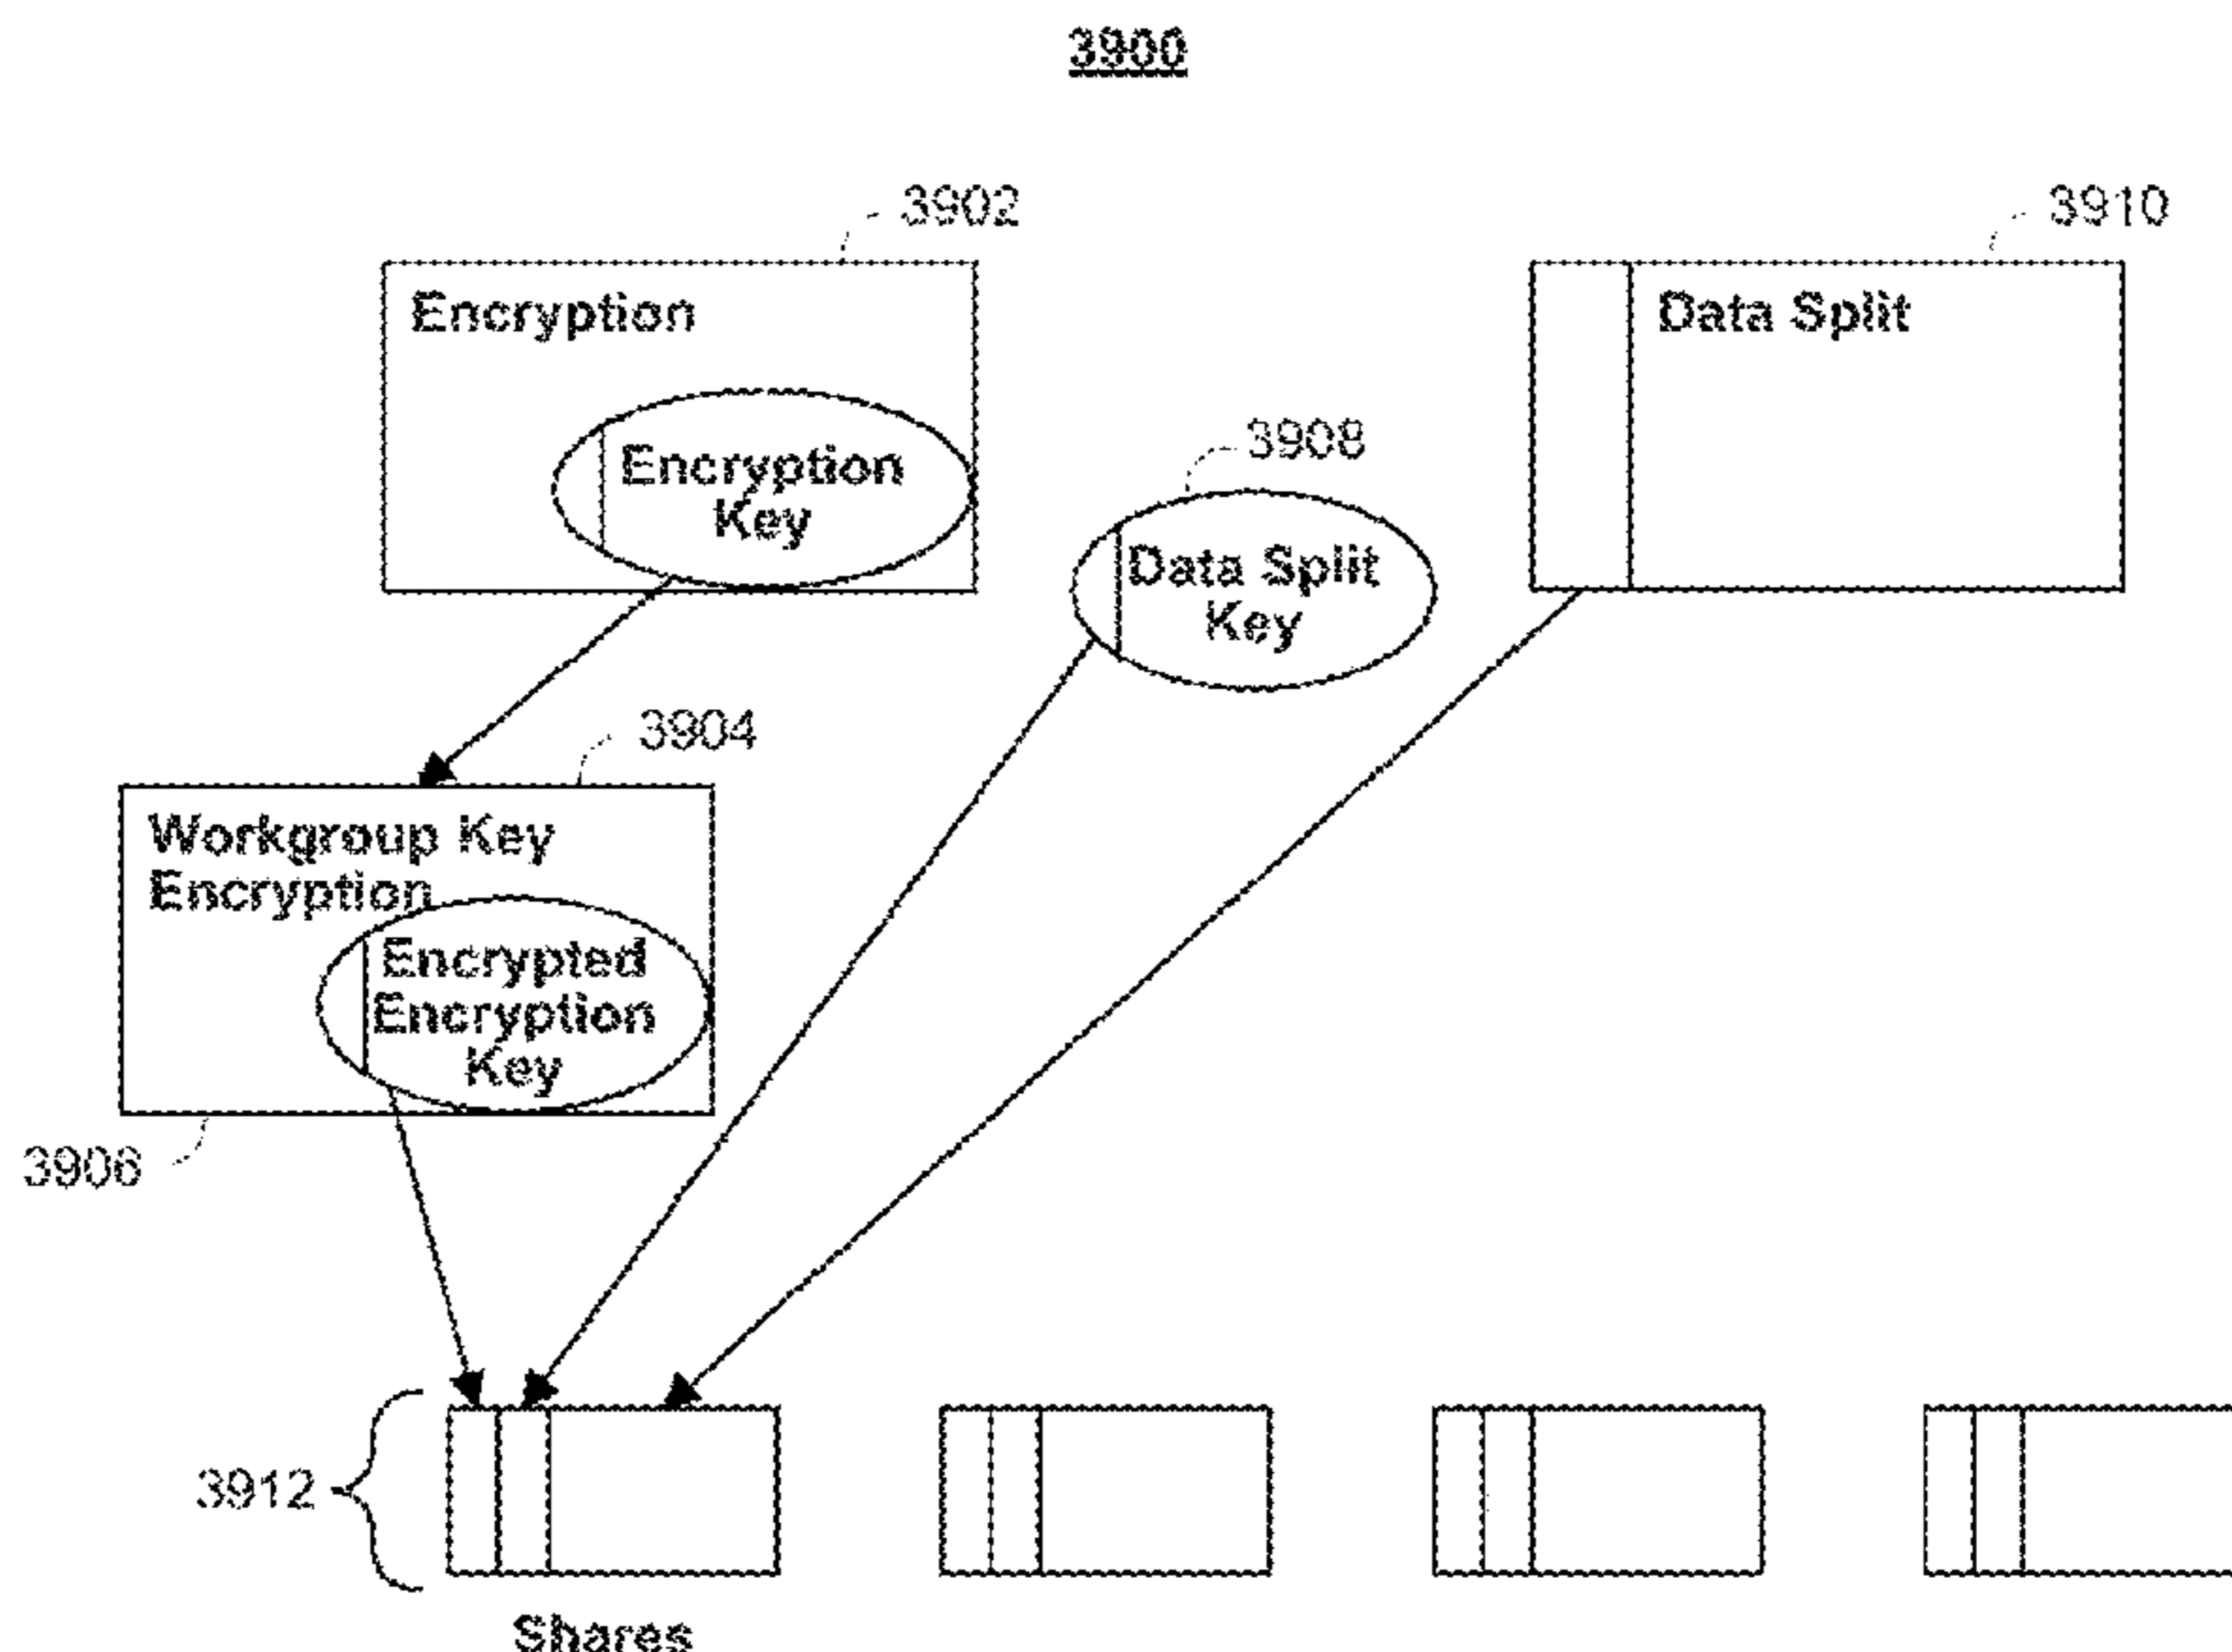 3900
3902
3910
Encryption
Data Split
3908
Encryption
Key
Data Split
Key
3904
Workgroup Key
Encryption
Encrypted
Encryption
Key
3906
3912
Shares